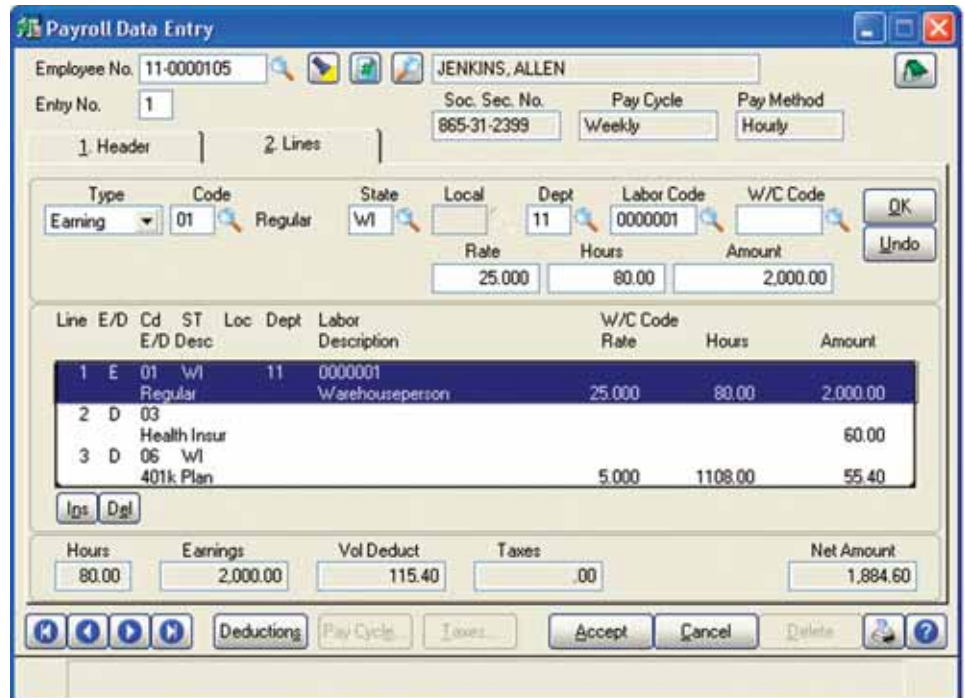 Payroll Data Entry
Employee No. 11-0000105 JENKINS, ALLEN
Entry No. 1 Soc. Sec. No. Pay Cycle Pay Method
865-31-2399 Weekly Hourly
1. Header 2. Lines
Type Code State Local Dept Labor Code W/C Code
Earning 01 Regular WI 11 0000001 OK
Undo
Rate Hours Amount
25.000 80.00 2,000.00
Line E/D Cd ST Loc Dept Labor W/C Code
E/D Desc Description Rate Hours Amount
1 E 01 WI 11 0000001
Regular Warehouseperson 25.000 80.00 2,000.00
2 D 03
Health Insur 60.00
3 D 06 WI
401k Plan 5.000 1108.00 55.40
Ins Del
Hours Earnings Vol Deduct Taxes Net Amount
80.00 2,000.00 115.40 .00 1,884.60
Deductions Pay Cycle... Taxes... Accept Cancel Delete